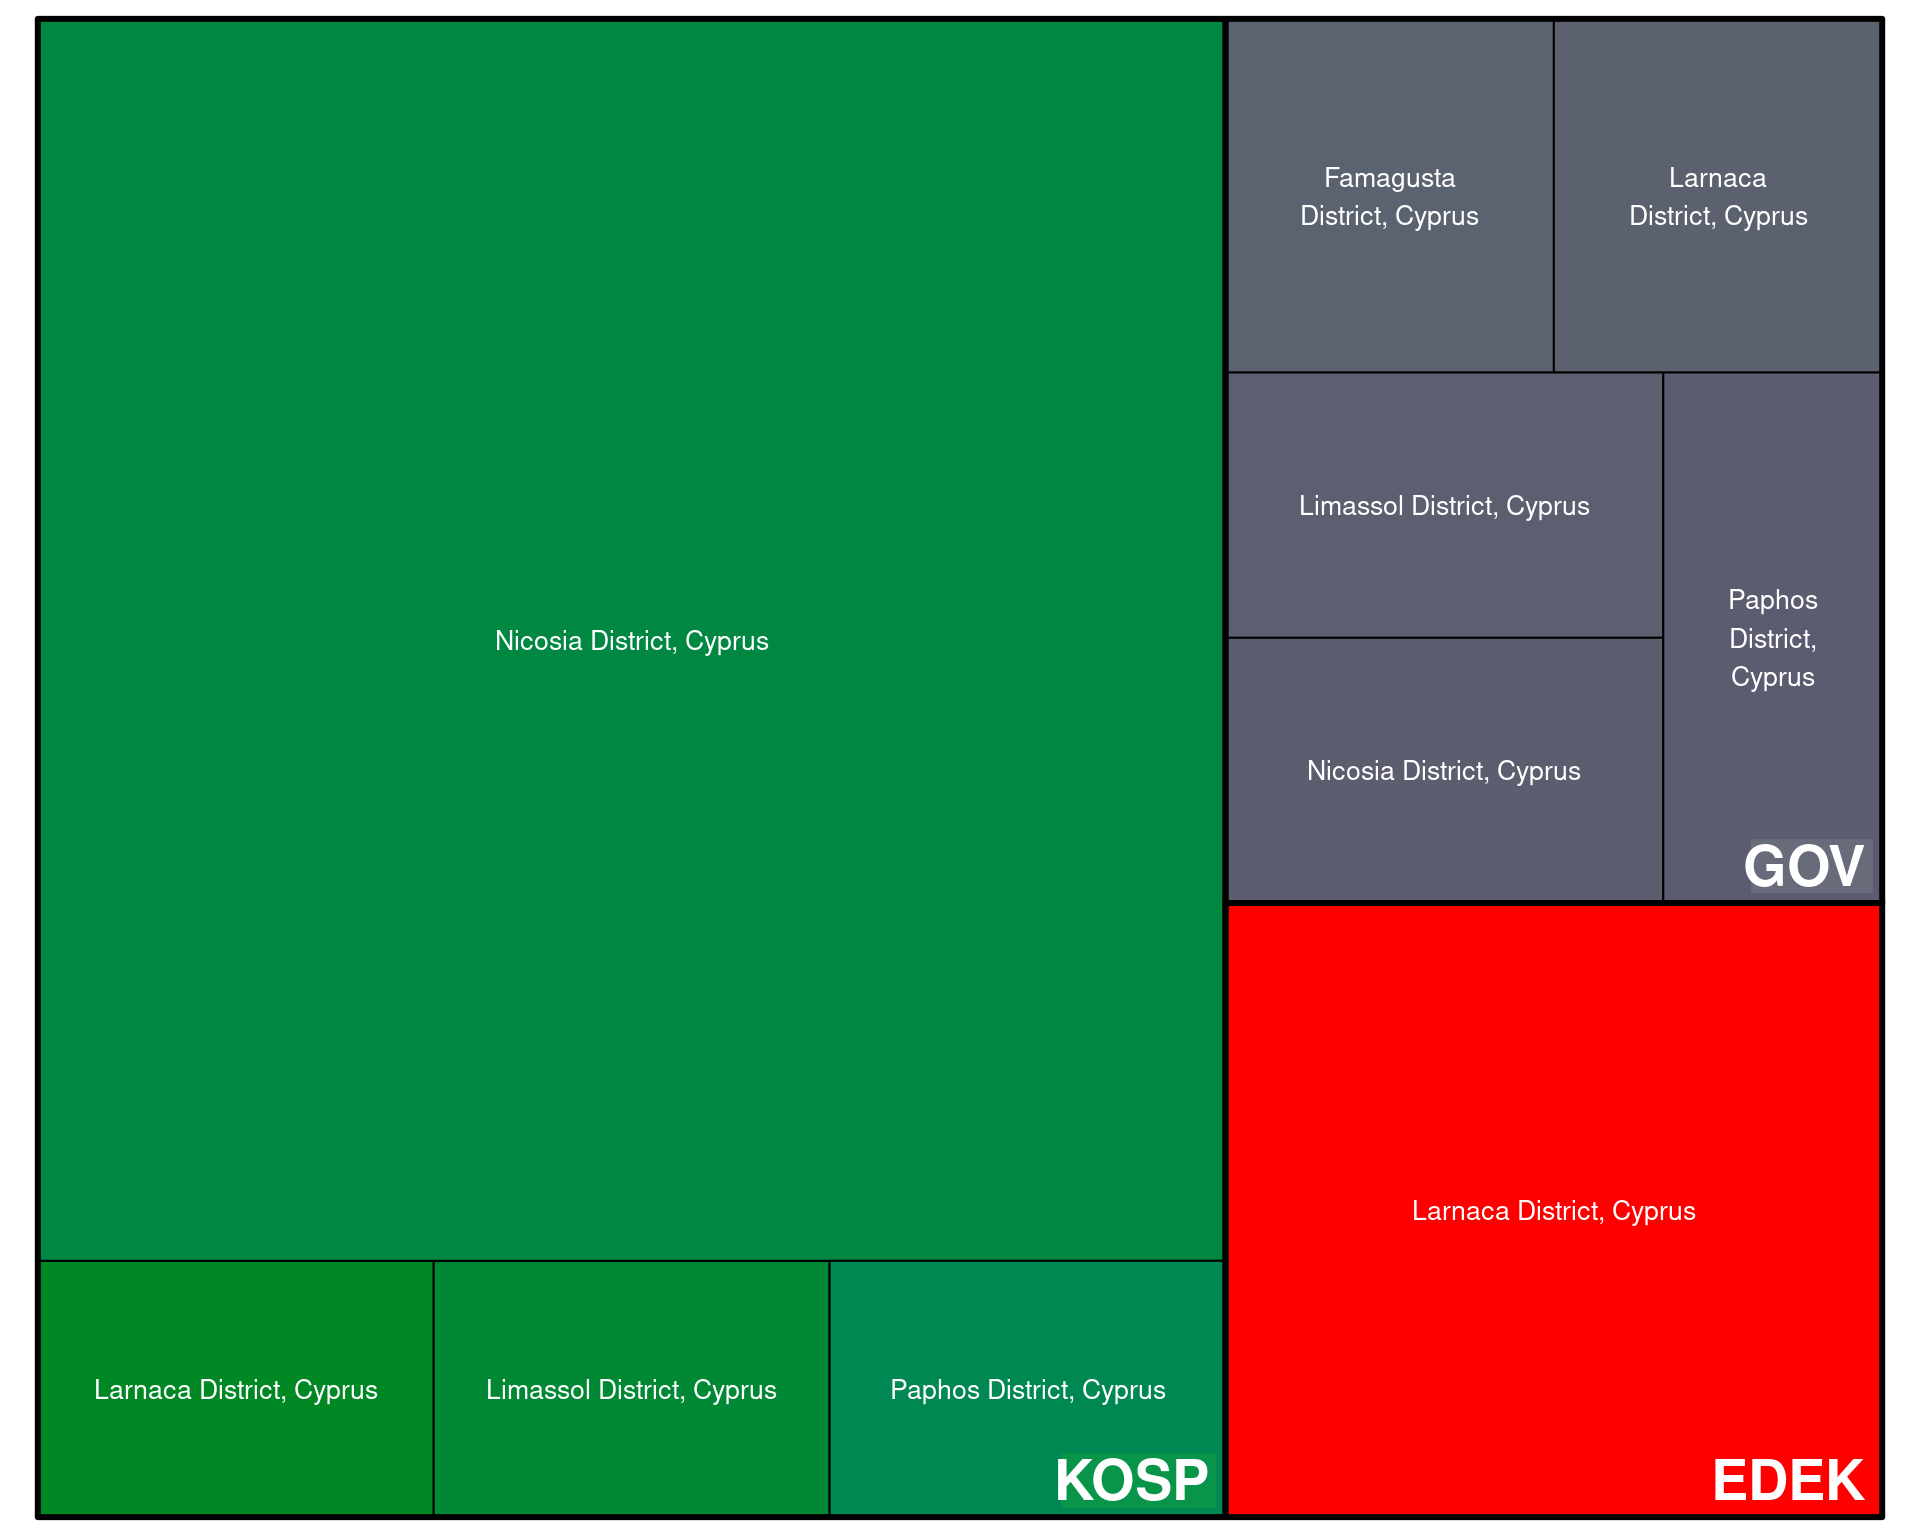 Nicosia District, Cyprus
Larnaca District, Cyprus
Limassol District, Cyprus
Paphos District, Cyprus
KOSP
Famagusta
District, Cyprus
Larnaca
District, Cyprus
Limassol District, Cyprus
Nicosia District, Cyprus
Paphos
District,
Cyprus
GOV
Larnaca District, Cyprus
EDEK